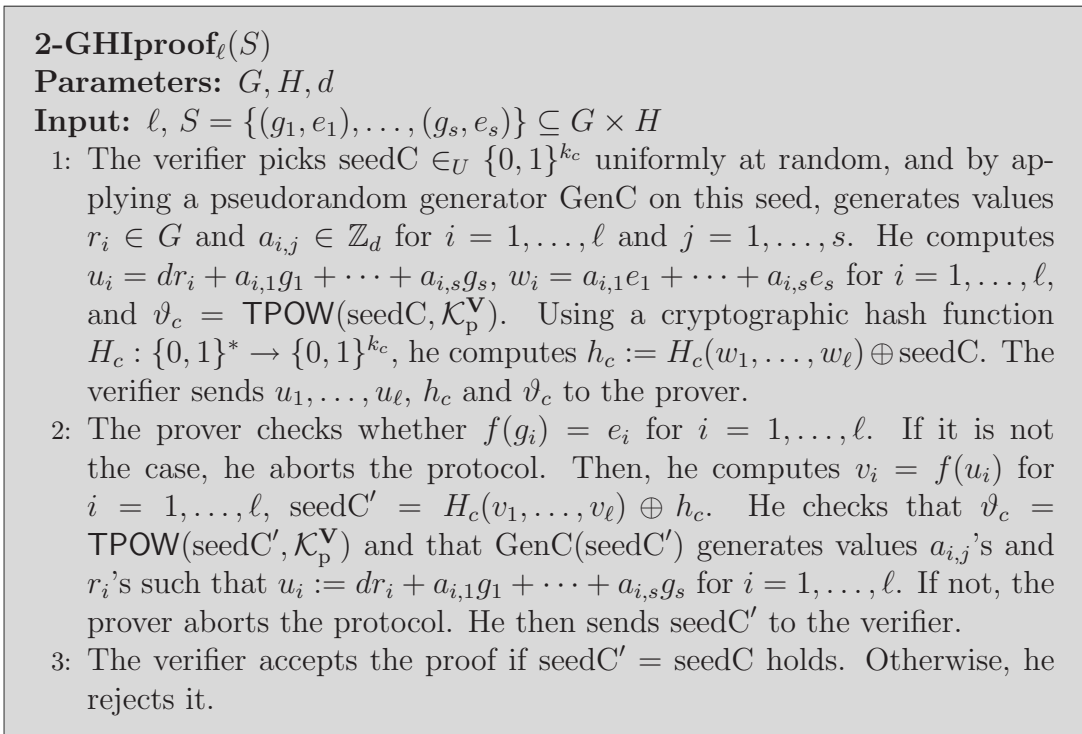 2-GHIproofℓ(S)
Parameters: G, H, d
Input: ℓ, S = {(g₁, e₁), . . . , (gₛ, eₛ)} ⊆ G × H
1: The verifier picks seedC ∈_U {0, 1}^{k_c} uniformly at random, and by ap-
plying a pseudorandom generator GenC on this seed, generates values
r_i ∈ G and a_{i,j} ∈ ℤ_d for i = 1, . . . , ℓ and j = 1, . . . , s. He computes
u_i = dr_i + a_{i,1}g_1 + · · · + a_{i,s}g_s, w_i = a_{i,1}e_1 + · · · + a_{i,s}e_s for i = 1, . . . , ℓ,
and ϑ_c = TPOW(seedC, 𝒦_p^V). Using a cryptographic hash function
H_c : {0, 1}^* → {0, 1}^{k_c}, he computes h_c := H_c(w_1, . . . , w_ℓ) ⊕ seedC. The
verifier sends u_1, . . . , u_ℓ, h_c and ϑ_c to the prover.
2: The prover checks whether f(g_i) = e_i for i = 1, . . . , ℓ. If it is not
the case, he aborts the protocol. Then, he computes v_i = f(u_i) for
i = 1, . . . , ℓ, seedC′ = H_c(v_1, . . . , v_ℓ) ⊕ h_c. He checks that ϑ_c =
TPOW(seedC′, 𝒦_p^V) and that GenC(seedC′) generates values a_{i,j}'s and
r_i's such that u_i := dr_i + a_{i,1}g_1 + · · · + a_{i,s}g_s for i = 1, . . . , ℓ. If not, the
prover aborts the protocol. He then sends seedC′ to the verifier.
3: The verifier accepts the proof if seedC′ = seedC holds. Otherwise, he
rejects it.